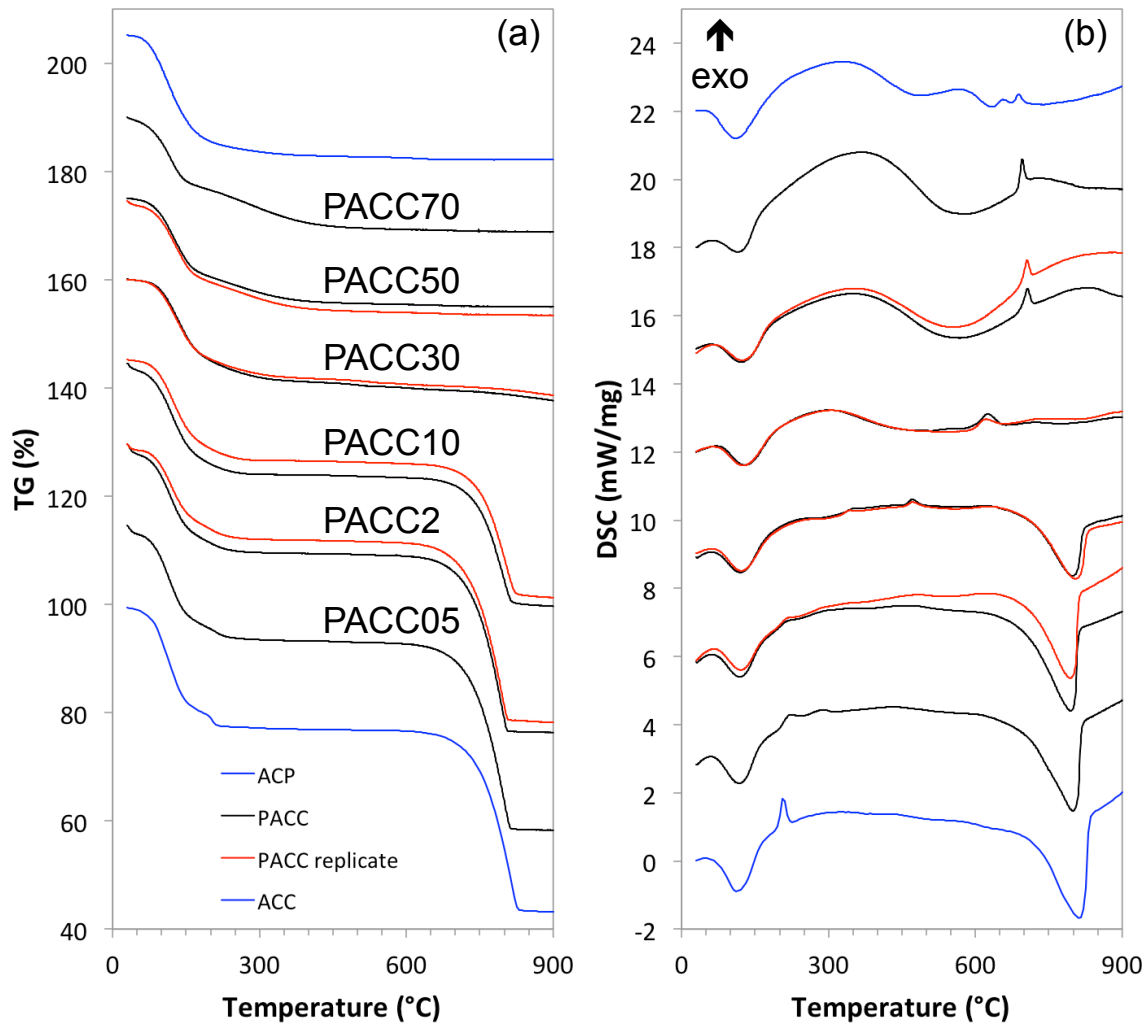 (a)
200
180
160
140
120
100
80
60
40
TG (%)
PACC70
PACC50
PACC30
PACC10
PACC2
PACC05
ACP
PACC
PACC replicate
ACC
0
300
600
900
Temperature (°C)
(b)
exo
24
22
20
18
16
14
12
10
8
6
4
2
0
-2
DSC (mW/mg)
0
300
600
900
Temperature (°C)